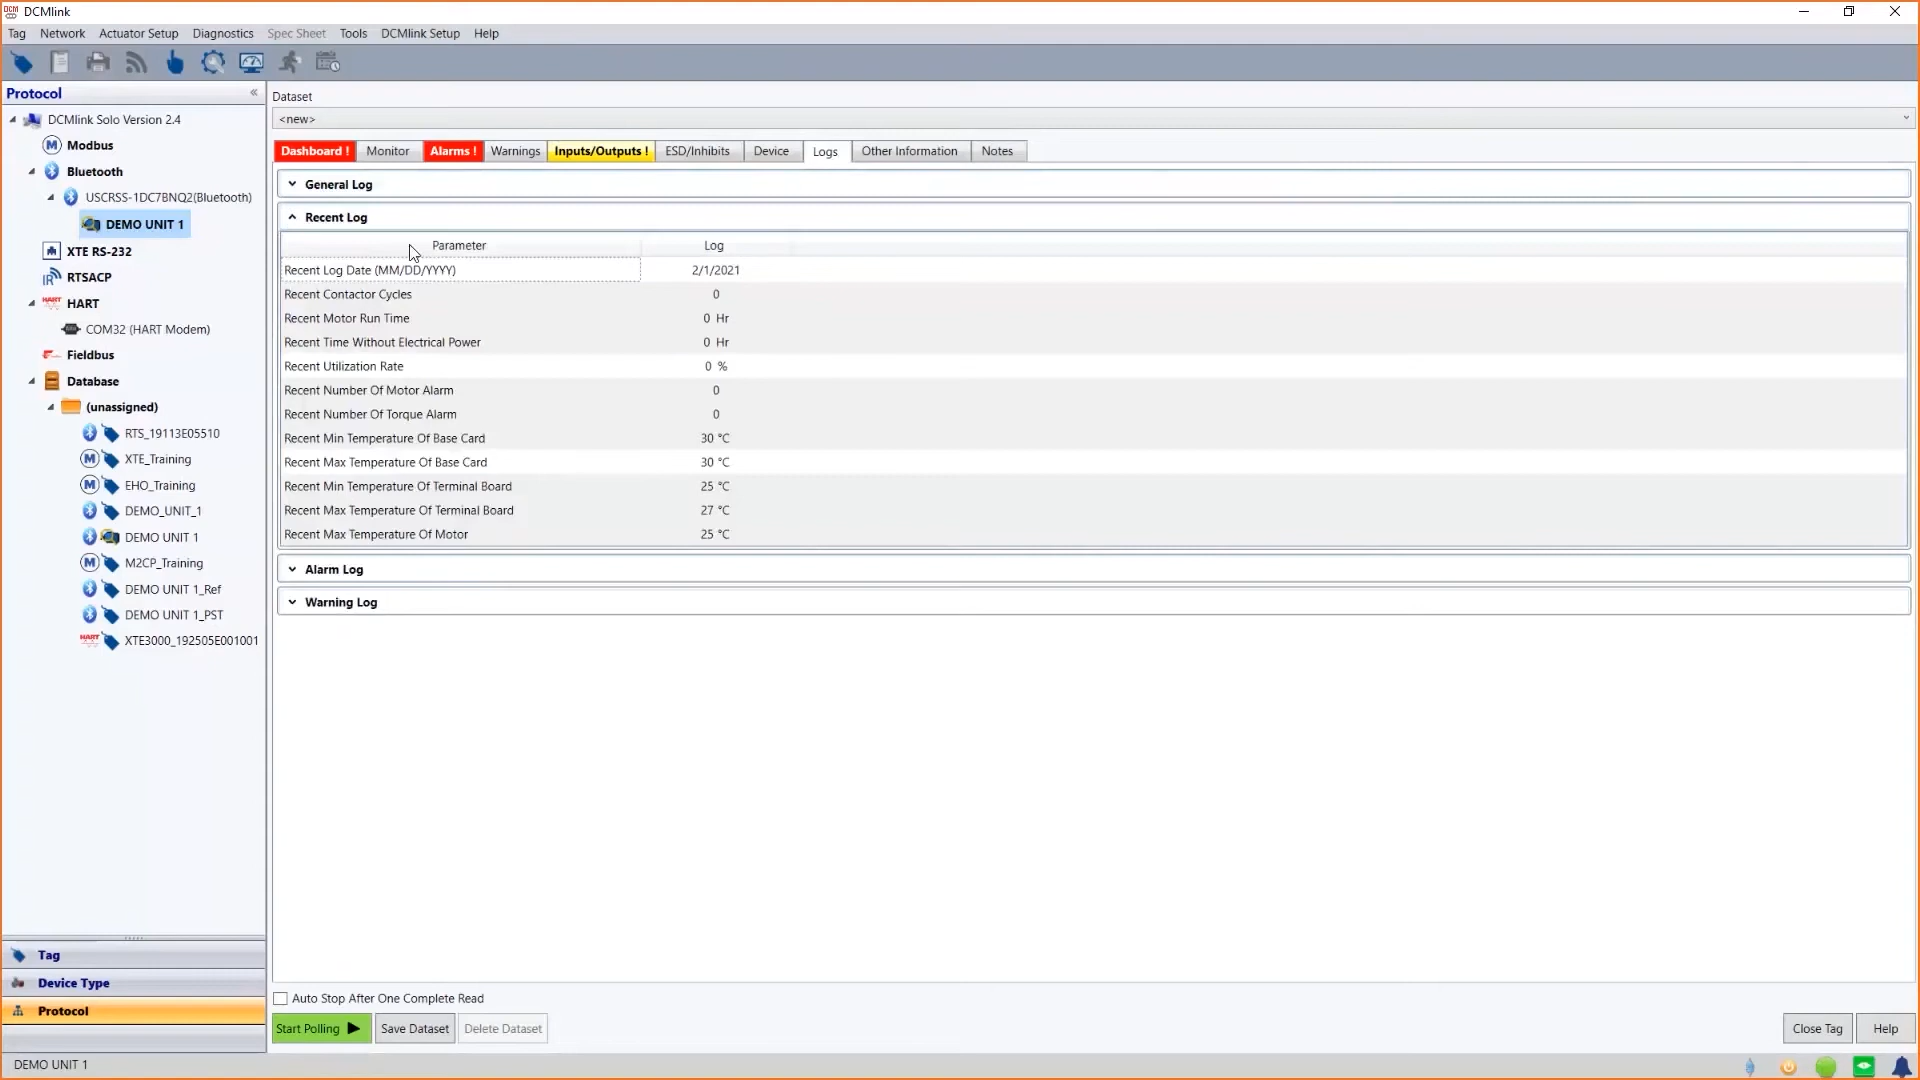 DCMlink
Tag Network Actuator Setup Diagnostics Spec Sheet Tools DCMlink Setup Help
Protocol
DCMlink Solo Version 2.4
Modbus
Bluetooth
USCRSS-1DC7BNQ2(Bluetooth)
DEMO UNIT 1
XTE RS-232
RTSACP
HART
COM32 (HART Modem)
Fieldbus
Database
(unassigned)
RTS_19113E05510
XTE_Training
EHO_Training
DEMO_UNIT_1
DEMO UNIT 1
M2CP_Training
DEMO UNIT 1_Ref
DEMO UNIT 1_PST
XTE3000_192505E001001
Tag
Device Type
Protocol
Dataset
<new>
Dashboard ! Monitor Alarms ! Warnings Inputs/Outputs ! ESD/Inhibits Device Logs Other Information Notes
General Log
Recent Log
Parameter Log
Recent Log Date (MM/DD/YYYY) 2/1/2021
Recent Contactor Cycles 0
Recent Motor Run Time 0 Hr
Recent Time Without Electrical Power 0 Hr
Recent Utilization Rate 0 %
Recent Number Of Motor Alarm 0
Recent Number Of Torque Alarm 0
Recent Min Temperature Of Base Card 30 °C
Recent Max Temperature Of Base Card 30 °C
Recent Min Temperature Of Terminal Board 25 °C
Recent Max Temperature Of Terminal Board 27 °C
Recent Max Temperature Of Motor 25 °C
Alarm Log
Warning Log
Auto Stop After One Complete Read
Start Polling Save Dataset Delete Dataset Close Tag Help
DEMO UNIT 1